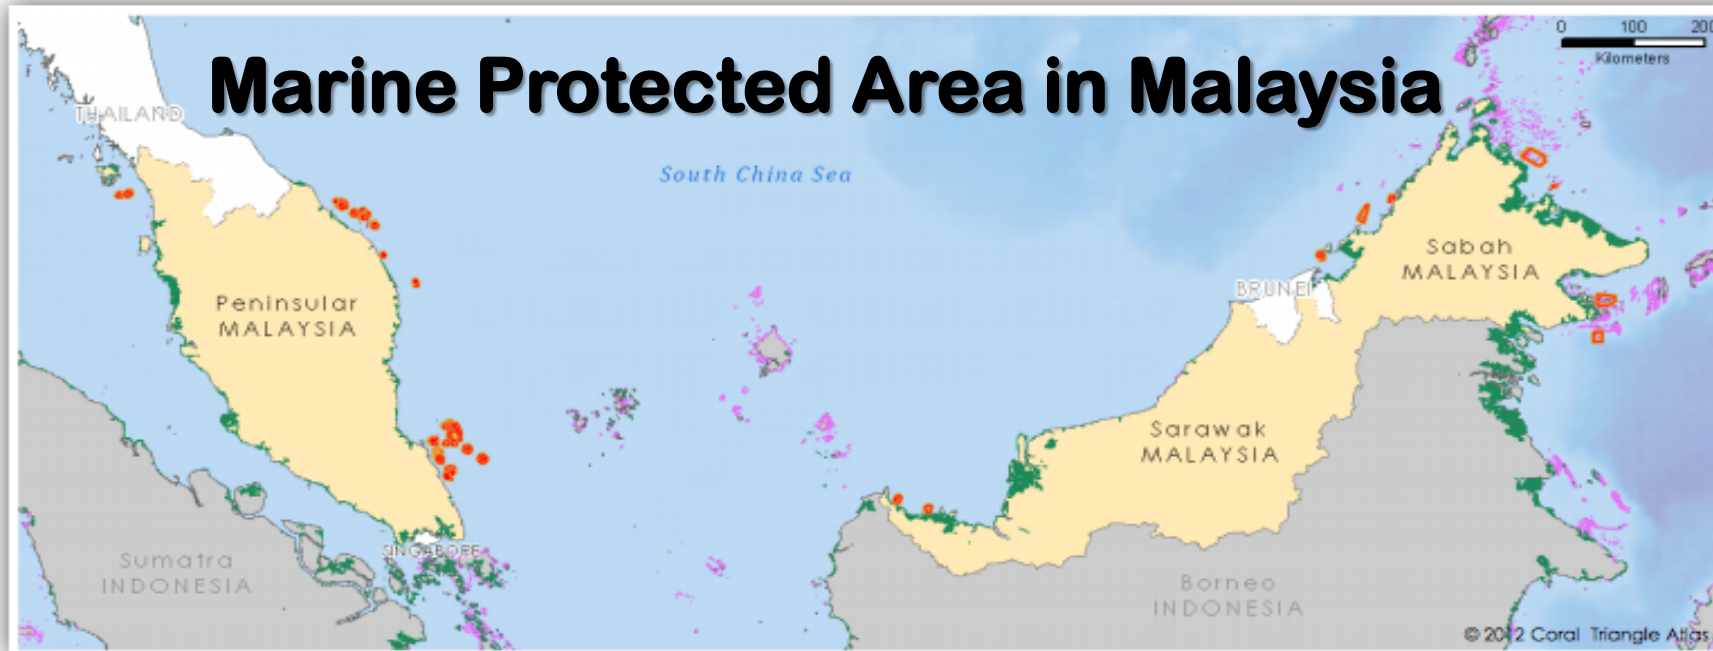 Marine Protected Area in Malaysia
0 100 200
Kilometers
THAILAND
South China Sea
Sabah
MALAYSIA
BRUNEI
Peninsular
MALAYSIA
Sarawak
MALAYSIA
SINGAPORE
Sumatra
INDONESIA
Borneo
INDONESIA
© 2012 Coral Triangle Atlas